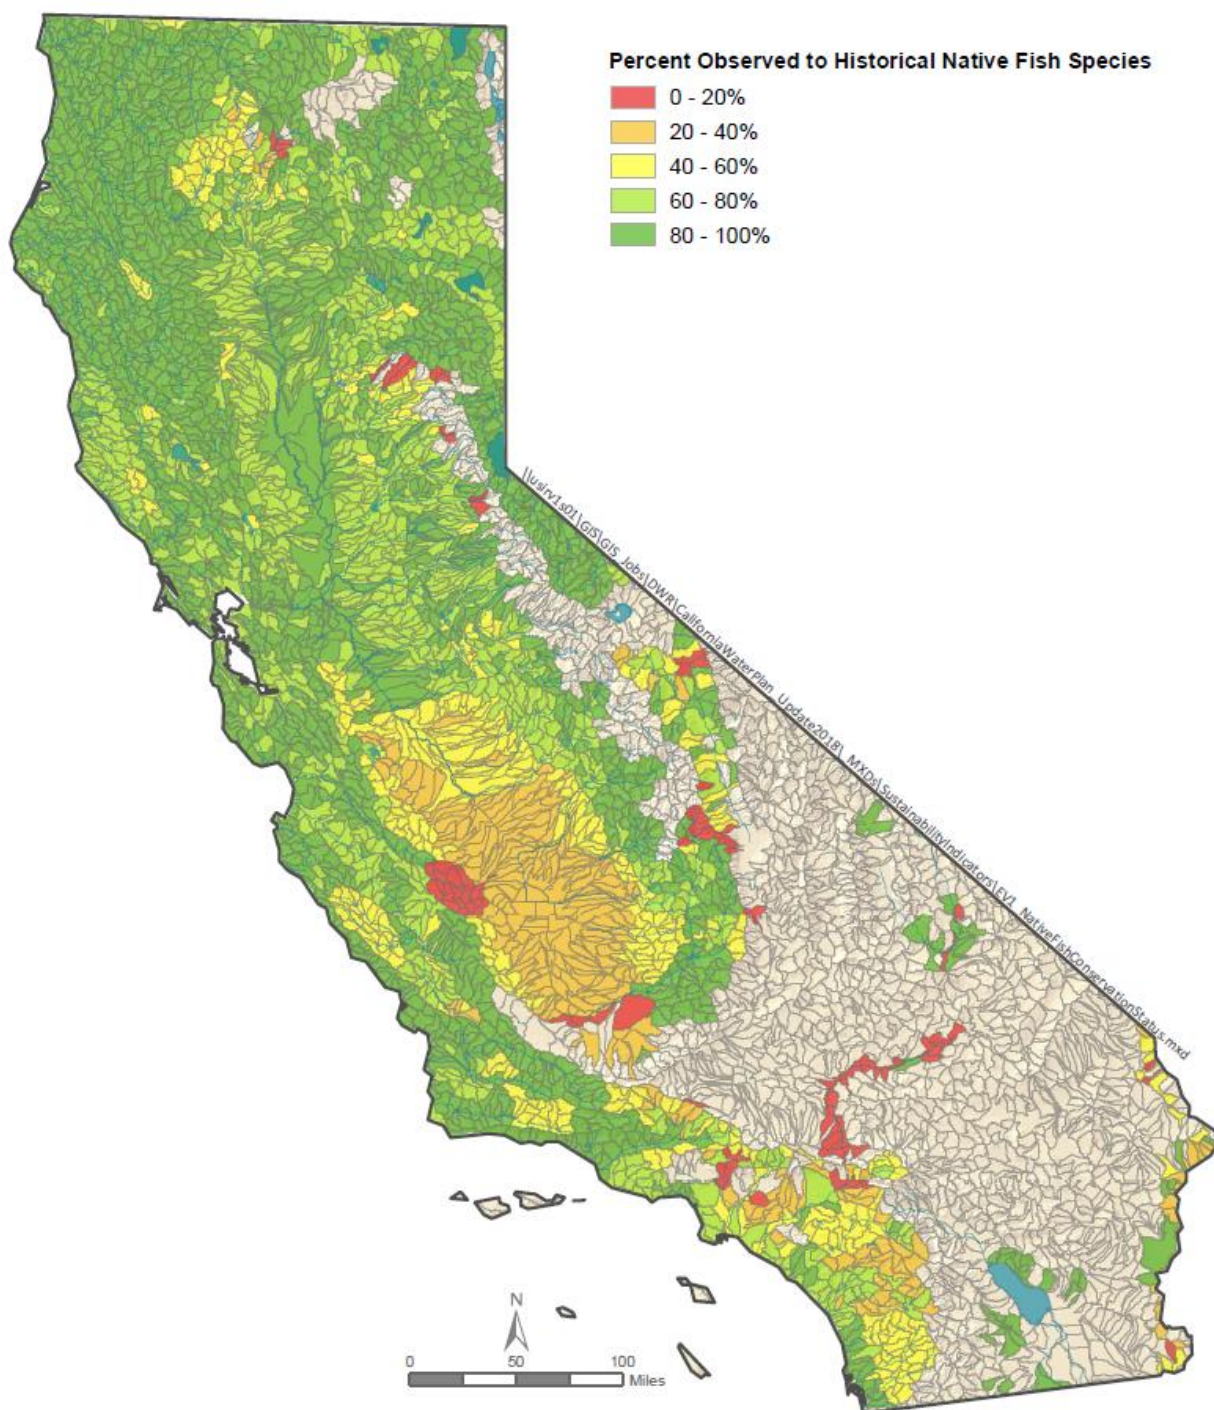 Percent Observed to Historical Native Fish Species
0 - 20%
20 - 40%
40 - 60%
60 - 80%
80 - 100%
\\usirv1s01\GIS\GIS_Jobs\DWR\CaliforniaWaterPlan_Update2018\_MXDs\SustainabilityIndicators\EV1_NativeFishConservationStatus.mxd
N
0 50 100
Miles